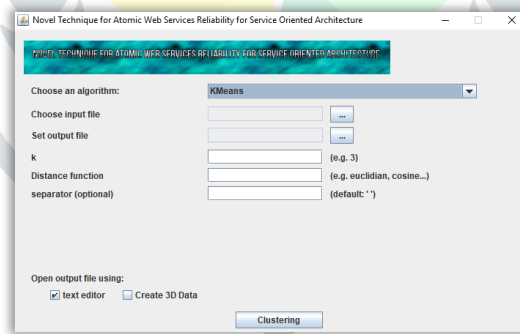 Novel Technique for Atomic Web Services Reliability for Service Oriented Architecture
NOVEL TECHNIQUE FOR ATOMIC WEB SERVICES RELIABILITY FOR SERVICE ORIENTED ARCHITECTURE
Choose an algorithm: KMeans
Choose input file ...
Set output file ...
k (e.g. 3)
Distance function (e.g. euclidian, cosine...)
separator (optional) (default: ' ')
Open output file using:
text editor Create 3D Data
Clustering